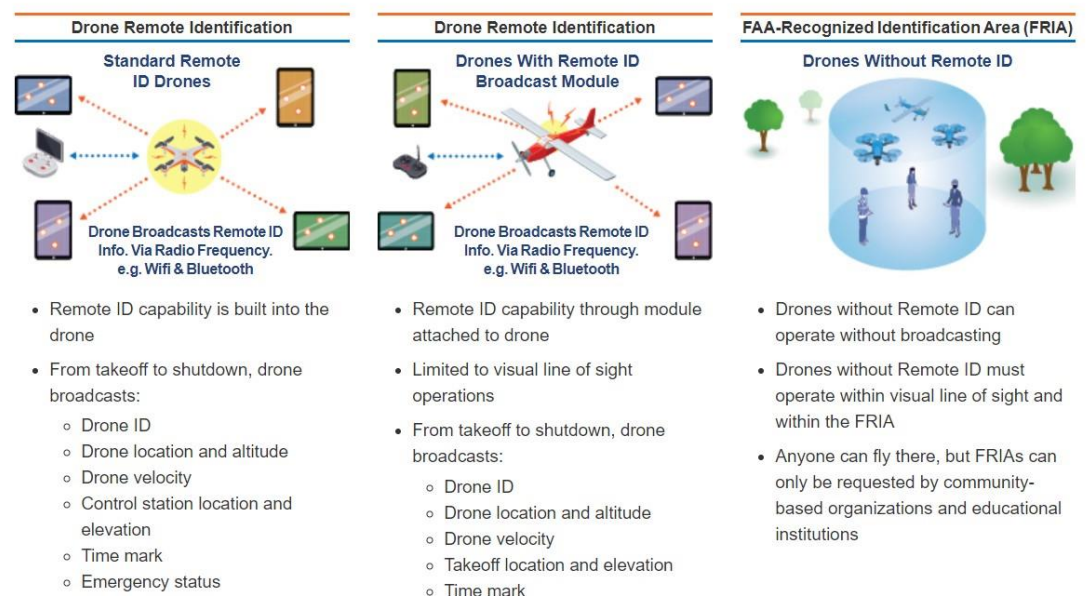 Drone Remote Identification
Standard Remote
ID Drones
Drone Broadcasts Remote ID
Info. Via Radio Frequency.
e.g. Wifi & Bluetooth
• Remote ID capability is built into the
drone
• From takeoff to shutdown, drone
broadcasts:
○ Drone ID
○ Drone location and altitude
○ Drone velocity
○ Control station location and
elevation
○ Time mark
○ Emergency status
Drone Remote Identification
Drones With Remote ID
Broadcast Module
Drone Broadcasts Remote ID
Info. Via Radio Frequency.
e.g. Wifi & Bluetooth
• Remote ID capability through module
attached to drone
• Limited to visual line of sight
operations
• From takeoff to shutdown, drone
broadcasts:
○ Drone ID
○ Drone location and altitude
○ Drone velocity
○ Takeoff location and elevation
○ Time mark
FAA-Recognized Identification Area (FRIA)
Drones Without Remote ID
• Drones without Remote ID can
operate without broadcasting
• Drones without Remote ID must
operate within visual line of sight and
within the FRIA
• Anyone can fly there, but FRIAs can
only be requested by community-
based organizations and educational
institutions